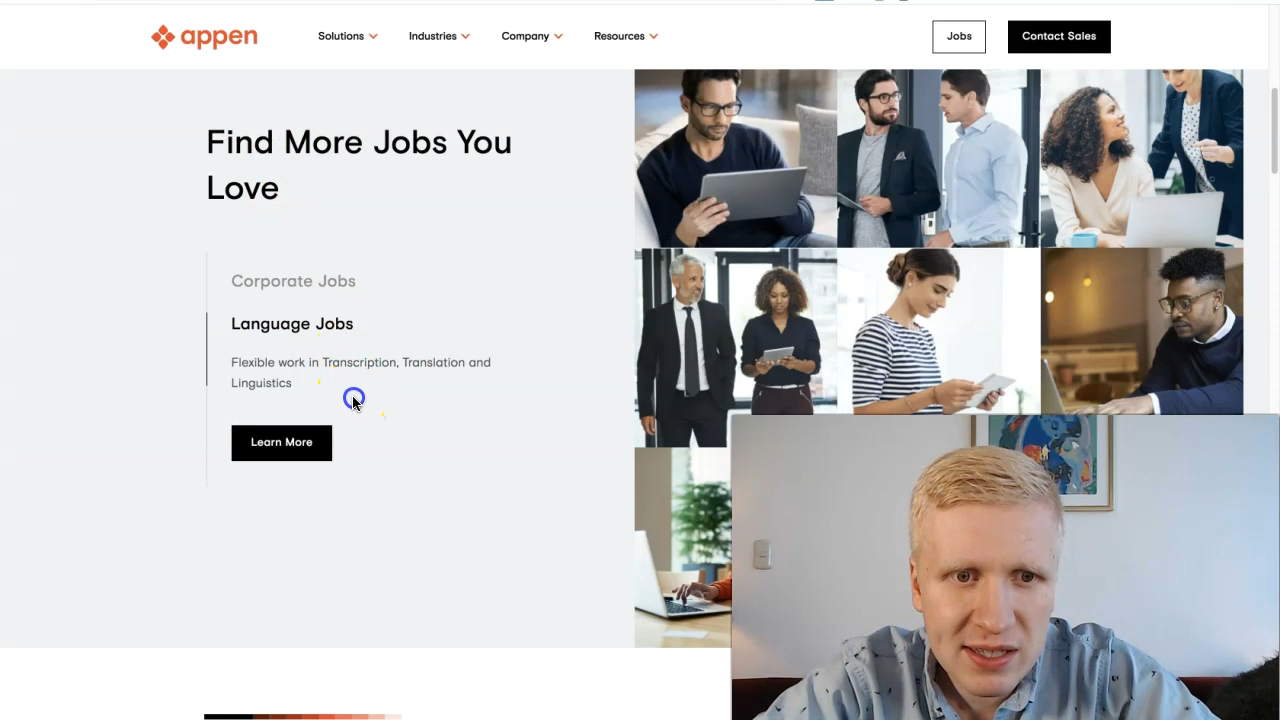 appen
Solutions
Industries
Company
Resources
Jobs
Contact Sales
Find More Jobs You
Love
Corporate Jobs
Language Jobs
Flexible work in Transcription, Translation and
Linguistics
Learn More